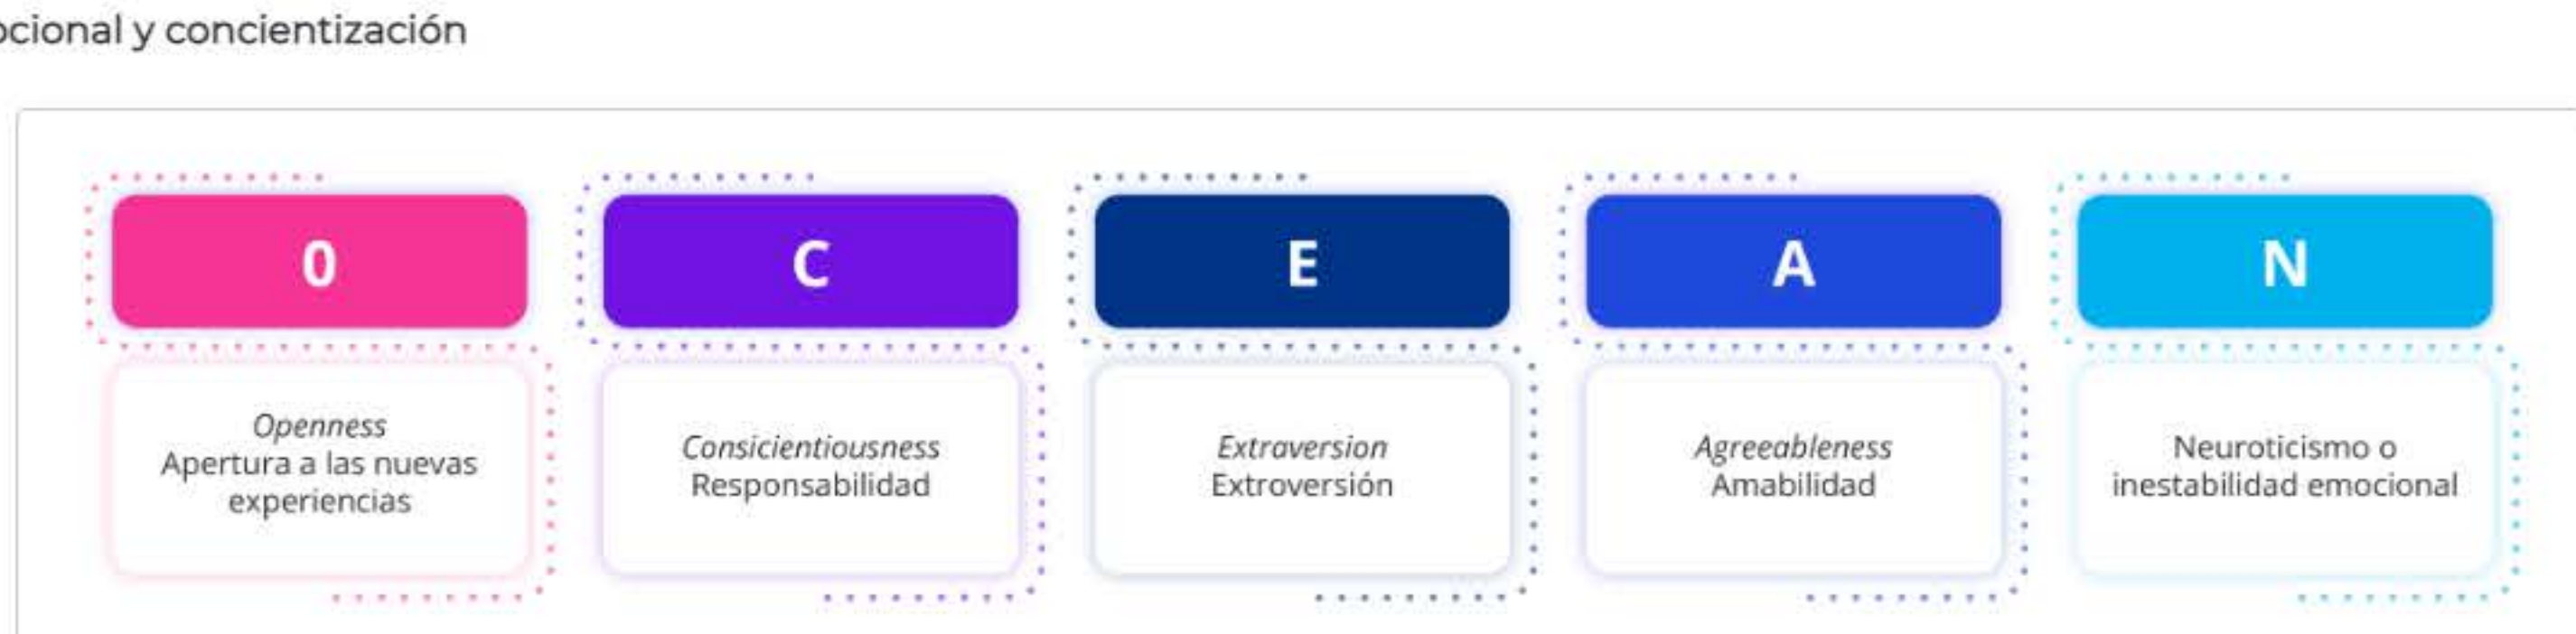 ocional y concientización
0
C
E
A
N
Openness
Apertura a las nuevas
experiencias
Consicientiousness
Responsabilidad
Extraversion
Extroversión
Agreeableness
Amabilidad
Neuroticismo o
inestabilidad emocional